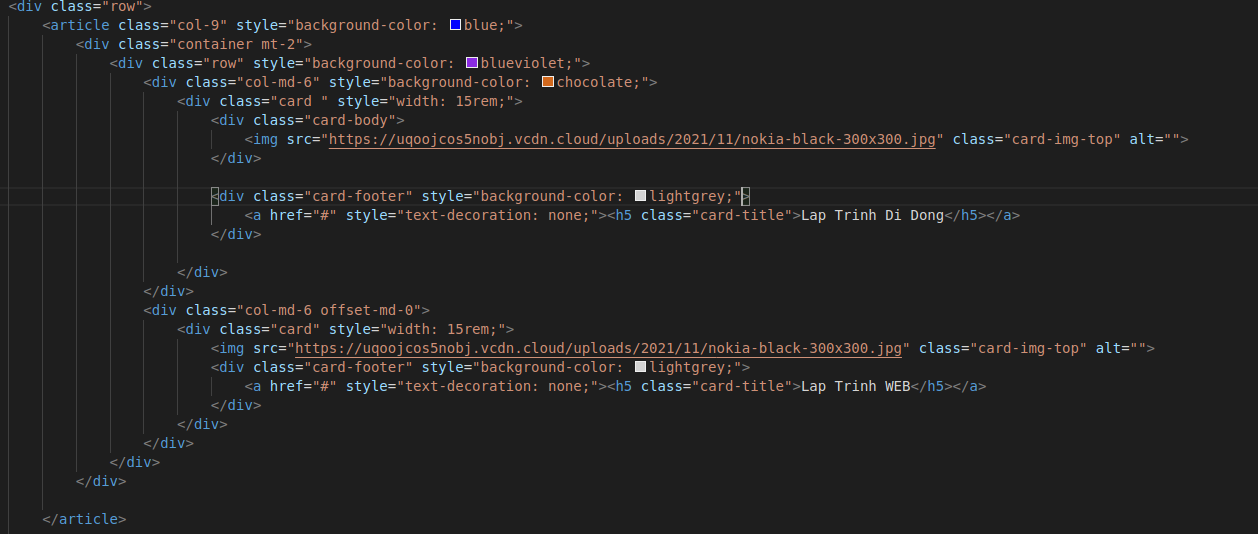 <div class="row">
<article class="col-9" style="background-color: blue;">
<div class="container mt-2">
<div class="row" style="background-color: blueviolet;">
<div class="col-md-6" style="background-color: chocolate;">
<div class="card " style="width: 15rem;">
<div class="card-body">
<img src="https://uqoojcos5nobj.vcdn.cloud/uploads/2021/11/nokia-black-300x300.jpg" class="card-img-top" alt="">
</div>
<div class="card-footer" style="background-color: lightgrey;">
<a href="#" style="text-decoration: none;"><h5 class="card-title">Lap Trinh Di Dong</h5></a>
</div>
</div>
</div>
<div class="col-md-6 offset-md-0">
<div class="card" style="width: 15rem;">
<img src="https://uqoojcos5nobj.vcdn.cloud/uploads/2021/11/nokia-black-300x300.jpg" class="card-img-top" alt="">
<div class="card-footer" style="background-color: lightgrey;">
<a href="#" style="text-decoration: none;"><h5 class="card-title">Lap Trinh WEB</h5></a>
</div>
</div>
</div>
</div>
</div>
</article>